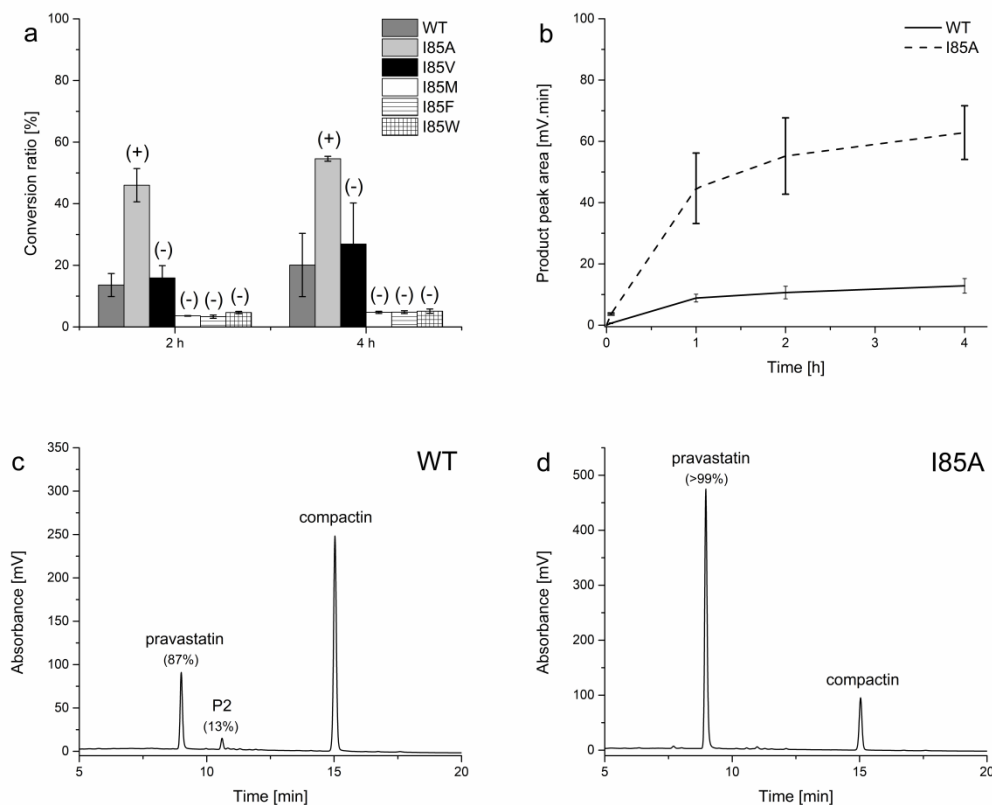 a
WT
I85A
I85V
I85M
I85F
I85W
Conversion ratio [%]
100
80
60
40
20
0
(+)
(-)
(-)
(-)
(-)
(+)
(-)
(-)
(-)
(-)
2 h
4 h
b
WT
I85A
Product peak area [mV.min]
100
80
60
40
20
0
0
1
2
3
4
Time [h]
c
WT
Absorbance [mV]
350
300
250
200
150
100
50
0
pravastatin
(87%)
P2
(13%)
compactin
5
10
15
20
Time [min]
d
I85A
Absorbance [mV]
500
400
300
200
100
0
pravastatin
(>99%)
compactin
5
10
15
20
Time [min]